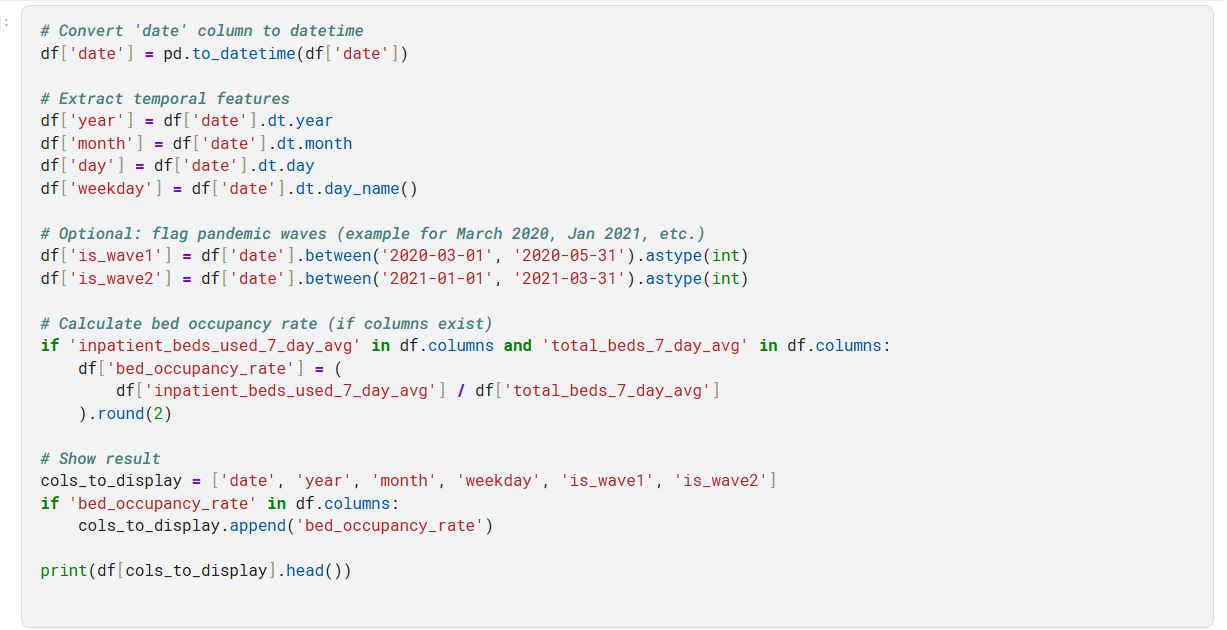 ]:
# Convert 'date' column to datetime
df['date'] = pd.to_datetime(df['date'])
# Extract temporal features
df['year'] = df['date'].dt.year
df['month'] = df['date'].dt.month
df['day'] = df['date'].dt.day
df['weekday'] = df['date'].dt.day_name()
# Optional: flag pandemic waves (example for March 2020, Jan 2021, etc.)
df['is_wave1'] = df['date'].between('2020-03-01', '2020-05-31').astype(int)
df['is_wave2'] = df['date'].between('2021-01-01', '2021-03-31').astype(int)
# Calculate bed occupancy rate (if columns exist)
if 'inpatient_beds_used_7_day_avg' in df.columns and 'total_beds_7_day_avg' in df.columns:
    df['bed_occupancy_rate'] = (
        df['inpatient_beds_used_7_day_avg'] / df['total_beds_7_day_avg']
    ).round(2)
# Show result
cols_to_display = ['date', 'year', 'month', 'weekday', 'is_wave1', 'is_wave2']
if 'bed_occupancy_rate' in df.columns:
    cols_to_display.append('bed_occupancy_rate')
print(df[cols_to_display].head())